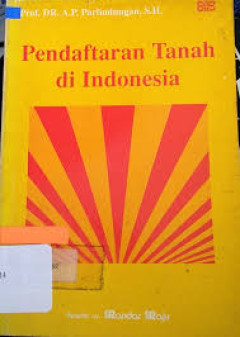 Prof. DR. A.P. Parlindungan, S.H.
Pendaftaran Tanah
di Indonesia
Mandar Maju